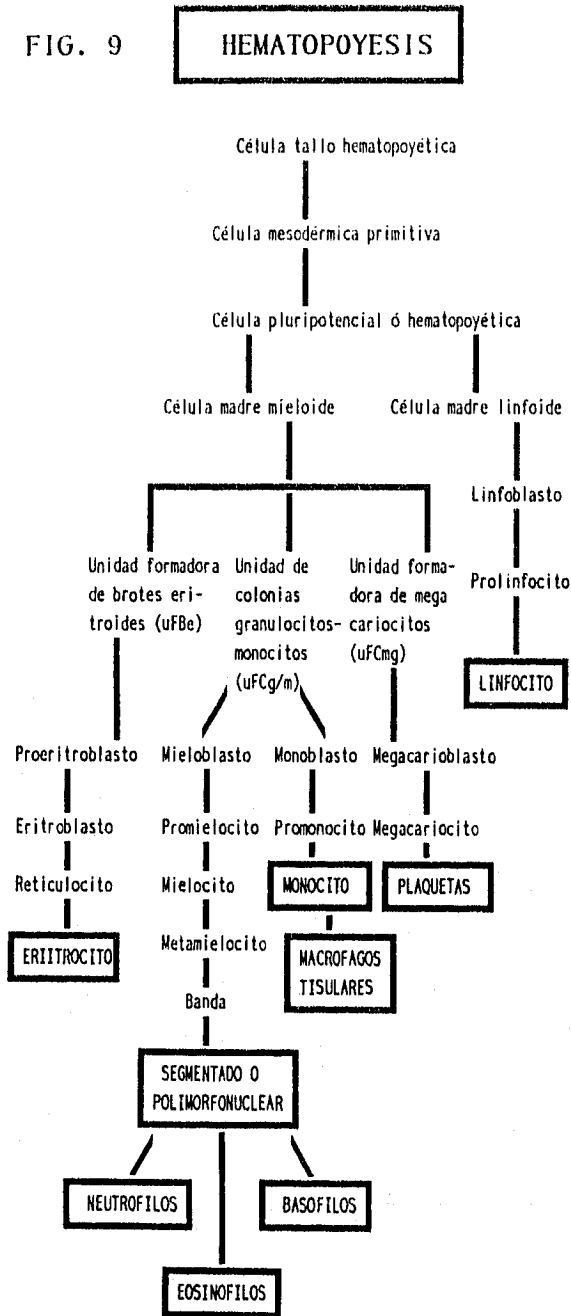 FIG. 9
HEMATOPOYESIS
Célula tallo hematopoyética
Célula mesodérmica primitiva
Célula pluripotencial ó hematopoyética
Célula madre mieloide
Célula madre linfoide
Linfoblasto
Prolinfocito
LINFOCITO
Unidad formadora
de brotes eri-
troides (uFBe)
Unidad de
colonias
granulocitos-
monocitos
(uFCg/m)
Unidad forma-
dora de mega
cariocitos
(uFCmg)
Proeritroblasto
Mieloblasto
Monoblasto
Megacarioblasto
Eritroblasto
Promielocito
Promonocito
Megacariocito
Reticulocito
Mielocito
MONOCITO
PLAQUETAS
ERIITROCITO
Metamielocito
MACROFAGOS
TISULARES
Banda
SEGMENTADO O
POLIMORFONUCLEAR
NEUTROFILOS
BASOFILOS
EOSINOFILOS